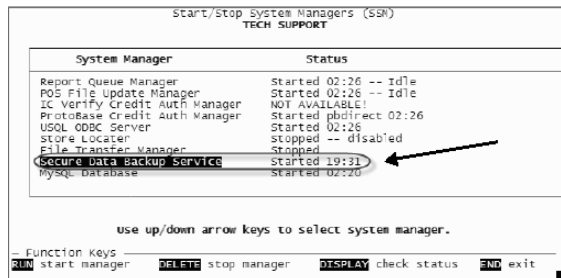 Start/Stop System Managers (SSM)
TECH SUPPORT
System Manager Status
Report Queue Manager Started 02:26 -- Idle
POS File Update Manager Started 02:26 -- Idle
IC Verify Credit Auth Manager NOT AVAILABLE!
ProtoBase Credit Auth Manager Started pbdirect 02:26
USQL ODBC Server Started 02:26
Store Locater Stopped -- disabled
File Transfer Manager Stopped
Secure Data Backup Service Started 19:31
MySQL Database Started 02:20
Use up/down arrow keys to select system manager.
Function Keys
RUN start manager DELETE stop manager DISPLAY check status END exit